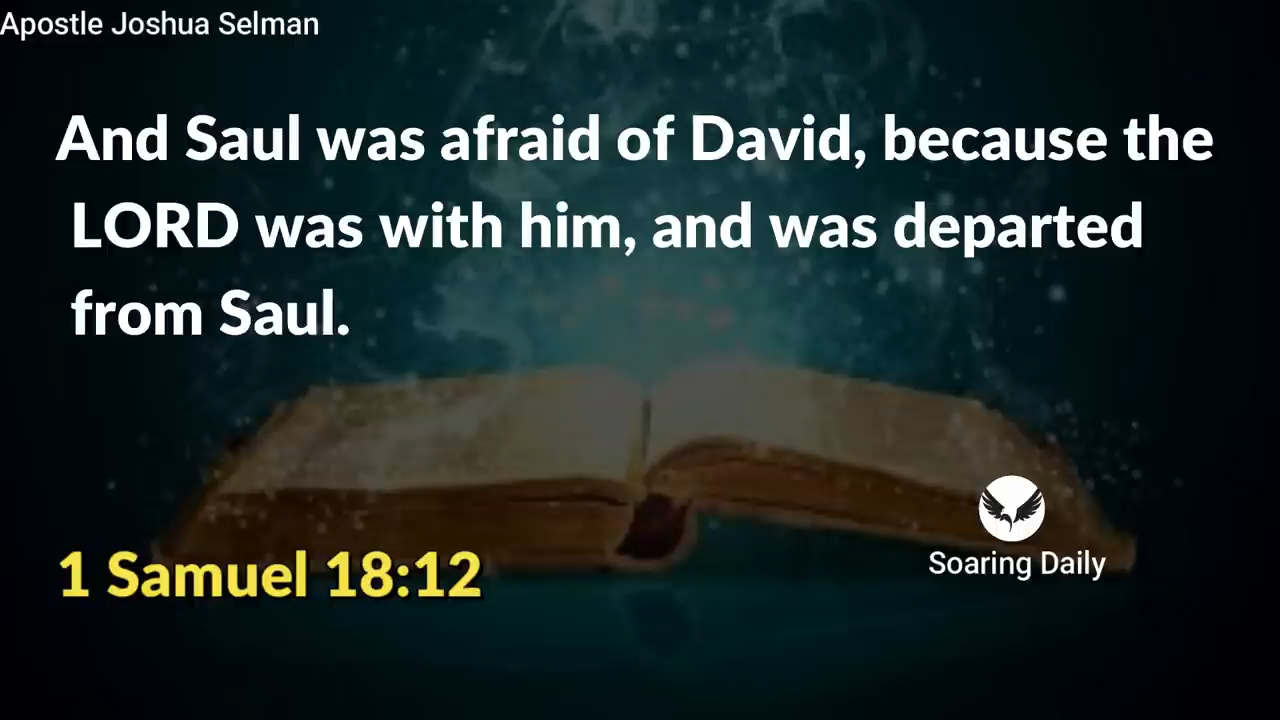 Apostle Joshua Selman
And Saul was afraid of David, because the
LORD was with him, and was departed
from Saul.
1 Samuel 18:12
Soaring Daily